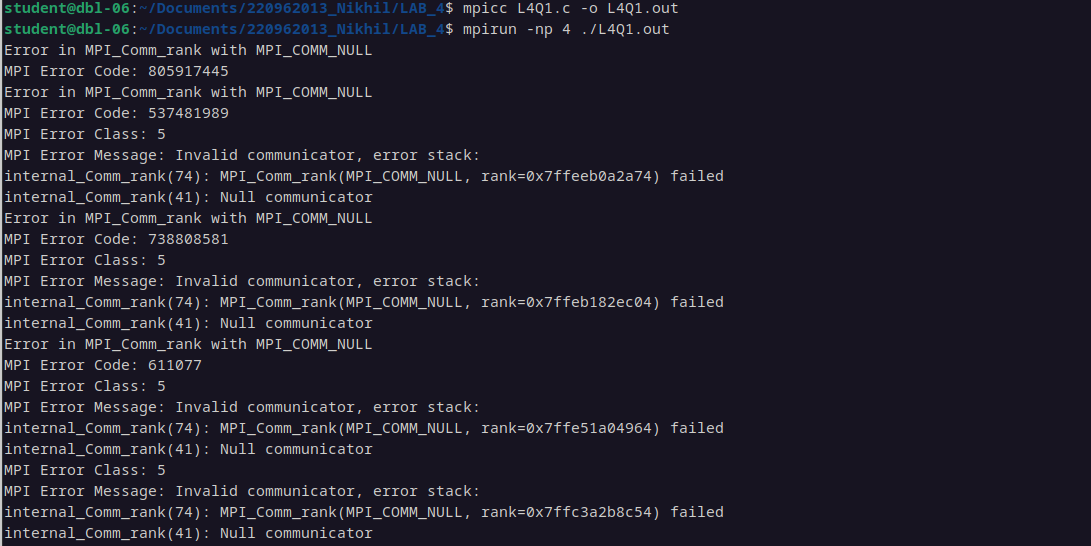 student@dbl-06:~/Documents/220962013_Nikhil/LAB_4$ mpicc L4Q1.c -o L4Q1.out
student@dbl-06:~/Documents/220962013_Nikhil/LAB_4$ mpirun -np 4 ./L4Q1.out
Error in MPI_Comm_rank with MPI_COMM_NULL
MPI Error Code: 805917445
Error in MPI_Comm_rank with MPI_COMM_NULL
MPI Error Code: 537481989
MPI Error Class: 5
MPI Error Message: Invalid communicator, error stack:
internal_Comm_rank(74): MPI_Comm_rank(MPI_COMM_NULL, rank=0x7ffeeb0a2a74) failed
internal_Comm_rank(41): Null communicator
Error in MPI_Comm_rank with MPI_COMM_NULL
MPI Error Code: 738808581
MPI Error Class: 5
MPI Error Message: Invalid communicator, error stack:
internal_Comm_rank(74): MPI_Comm_rank(MPI_COMM_NULL, rank=0x7ffeb182ec04) failed
internal_Comm_rank(41): Null communicator
Error in MPI_Comm_rank with MPI_COMM_NULL
MPI Error Code: 611077
MPI Error Class: 5
MPI Error Message: Invalid communicator, error stack:
internal_Comm_rank(74): MPI_Comm_rank(MPI_COMM_NULL, rank=0x7ffe51a04964) failed
internal_Comm_rank(41): Null communicator
MPI Error Class: 5
MPI Error Message: Invalid communicator, error stack:
internal_Comm_rank(74): MPI_Comm_rank(MPI_COMM_NULL, rank=0x7ffc3a2b8c54) failed
internal_Comm_rank(41): Null communicator